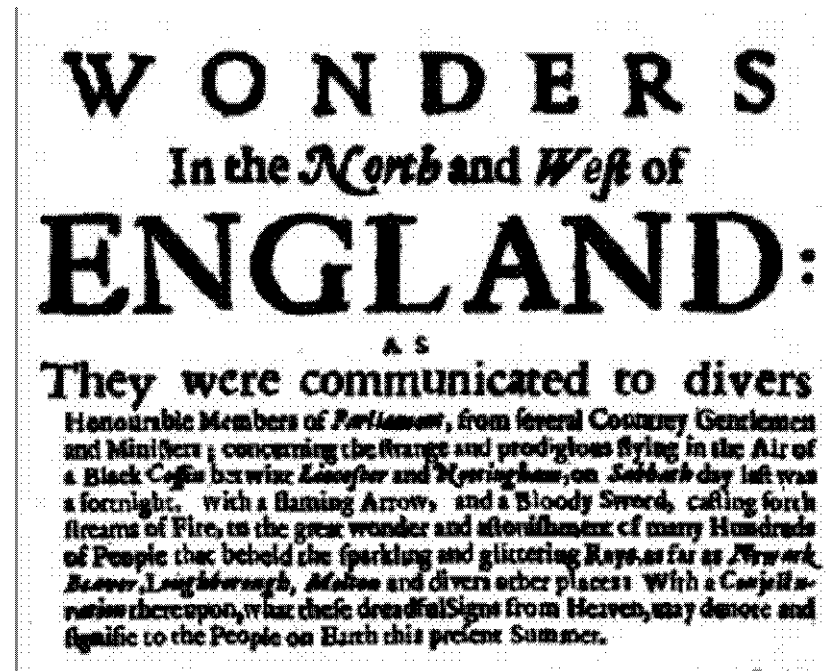 WONDERS
In the North and Weſt of
ENGLAND:
AS
They were communicated to divers
Honourable Members of Parliament, from ſeveral Countrey Gentlemen
and Miniſters; concerning the ſtrange and prodigious flying in the Air of
a Black Coffin betwixt Leiceſter and Nottingham, on Sabbath day laſt was
a fortnight. with a flaming Arrow, and a Bloody Sword, caſting forth
ſtreams of Fire, to the great wonder and aſtoniſhment of many Hundreds
of People that beheld the ſparkling and glittering Rays, as far as Newark
Beaver, Loughborough, Melton and divers other places: With a
thereupon, what theſe dreadful Signs from Heaven, may denote and
ſignifie to the People on Earth this preſent Summer.